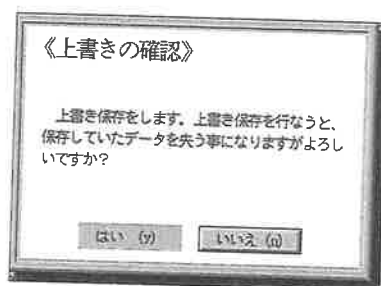 《上書きの確認》
上書き保存をします。上書き保存を行なうと、
保存していたデータを失う事になりますがよろし
いですか？
はい (y)
いいえ (n)